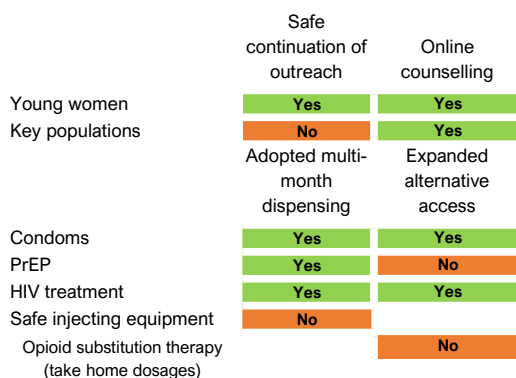 Safe
continuation of
outreach
Online
counselling
Young women Yes Yes
Key populations No Yes
Adopted multi-
month
dispensing
Expanded
alternative
access
Condoms Yes Yes
PrEP Yes No
HIV treatment Yes Yes
Safe injecting equipment No
Opioid substitution therapy No
(take home dosages)